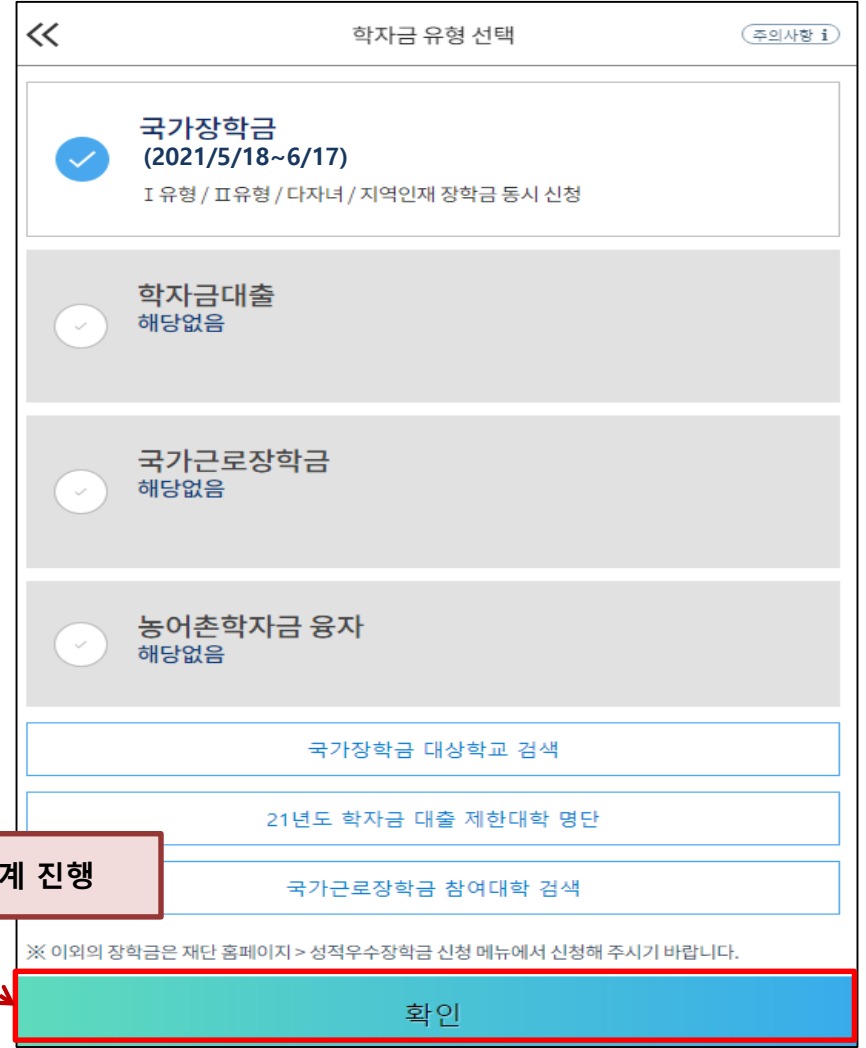 학자금 유형 선택
주의사항 i
국가장학금
(2021/5/18~6/17)
I 유형 / II유형 / 다자녀 / 지역인재 장학금 동시 신청
학자금대출
해당없음
국가근로장학금
해당없음
농어촌학자금 융자
해당없음
국가장학금 대상학교 검색
21년도 학자금 대출 제한대학 명단
계 진행
국가근로장학금 참여대학 검색
※ 이외의 장학금은 재단 홈페이지 > 성적우수장학금 신청 메뉴에서 신청해 주시기 바랍니다.
확인